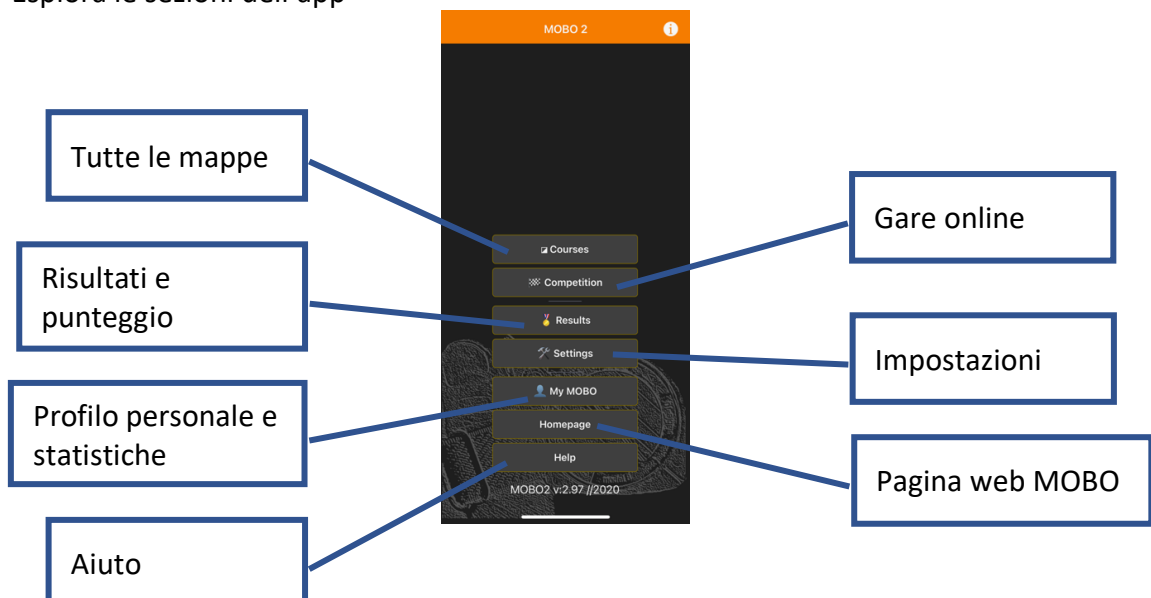 Esplora le sezioni dell'app
MOBO 2
i
Tutte le mappe
Risultati e
punteggio
Profilo personale e
statistiche
Aiuto
Courses
Competition
Results
Settings
My MOBO
Homepage
Help
MOBO2 v:2.97 //2020
Gare online
Impostazioni
Pagina web MOBO